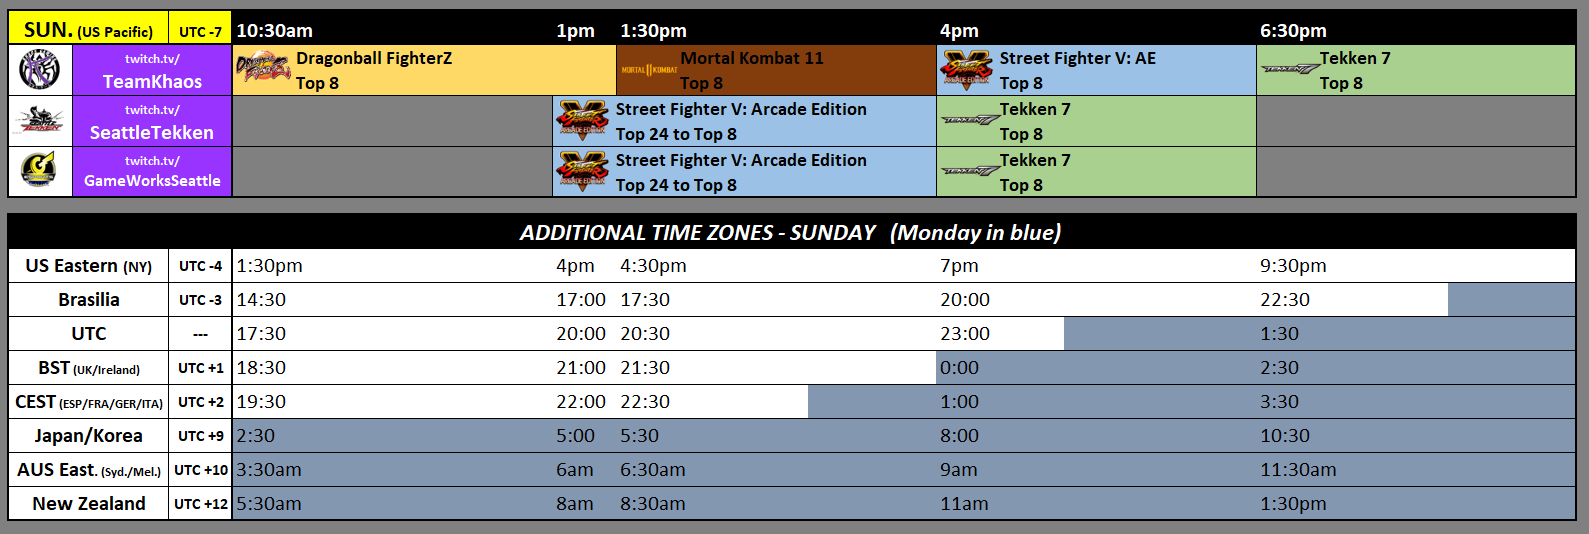 SUN. (US Pacific) UTC -7 10:30am 1pm 1:30pm 4pm 6:30pm
twitch.tv/
TeamKhaos
Dragonball FighterZ
Top 8
MORTAL KOMBAT
Mortal Kombat 11
Top 8
Street Fighter V: AE
Top 8
TEKKEN 7
Tekken 7
Top 8
twitch.tv/
SeattleTekken
Street Fighter V: Arcade Edition
Top 24 to Top 8
TEKKEN 7
Tekken 7
Top 8
twitch.tv/
GameWorksSeattle
Street Fighter V: Arcade Edition
Top 24 to Top 8
TEKKEN 7
Tekken 7
Top 8
ADDITIONAL TIME ZONES - SUNDAY (Monday in blue)
US Eastern (NY) UTC -4 1:30pm 4pm 4:30pm 7pm 9:30pm
Brasilia UTC -3 14:30 17:00 17:30 20:00 22:30
UTC --- 17:30 20:00 20:30 23:00 1:30
BST (UK/Ireland) UTC +1 18:30 21:00 21:30 0:00 2:30
CEST (ESP/FRA/GER/ITA) UTC +2 19:30 22:00 22:30 1:00 3:30
Japan/Korea UTC +9 2:30 5:00 5:30 8:00 10:30
AUS East. (Syd./Mel.) UTC +10 3:30am 6am 6:30am 9am 11:30am
New Zealand UTC +12 5:30am 8am 8:30am 11am 1:30pm